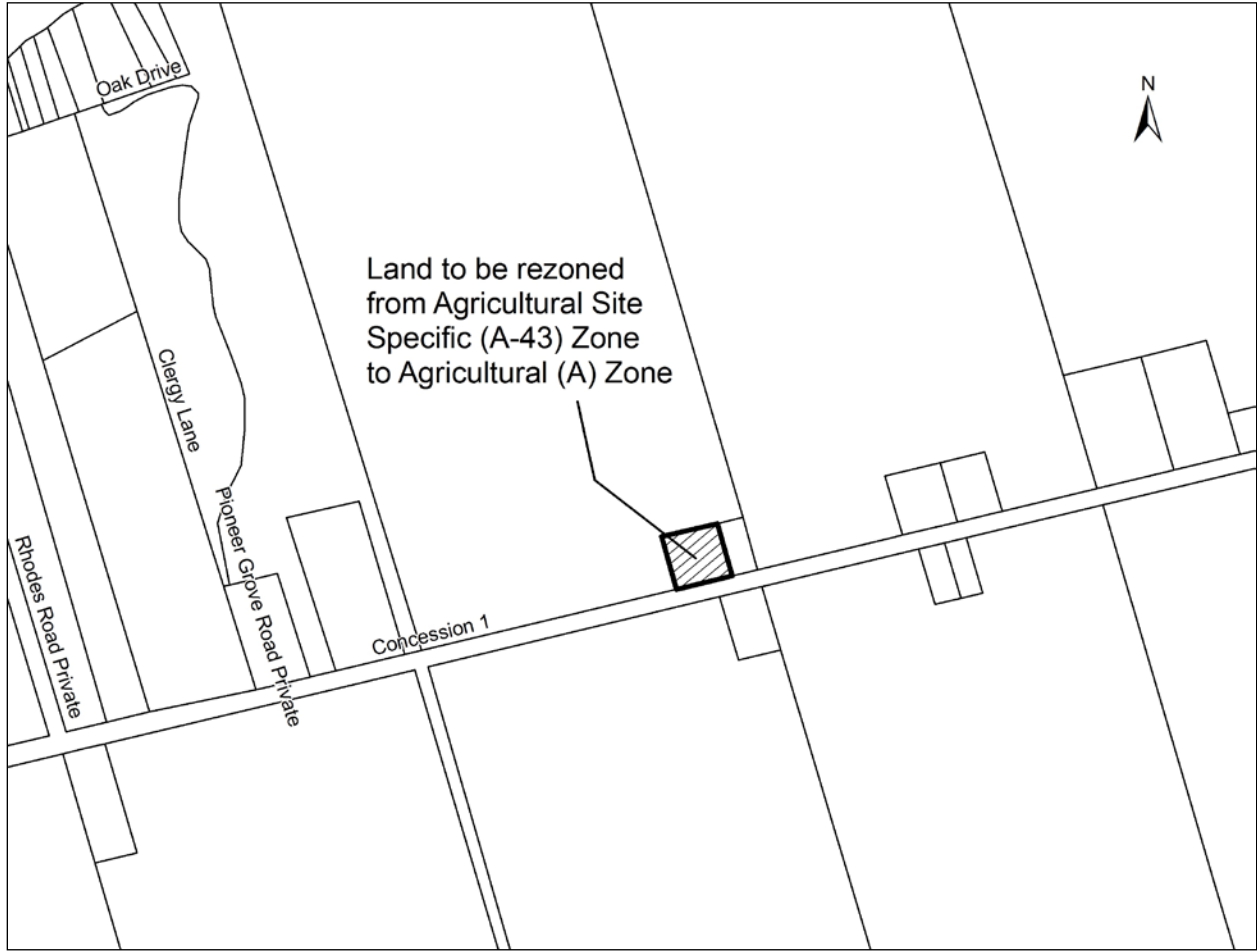 Oak Drive
N
Land to be rezoned
from Agricultural Site
Specific (A-43) Zone
to Agricultural (A) Zone
Clergy Lane
Pioneer Grove Road Private
Rhodes Road Private
Concession 1